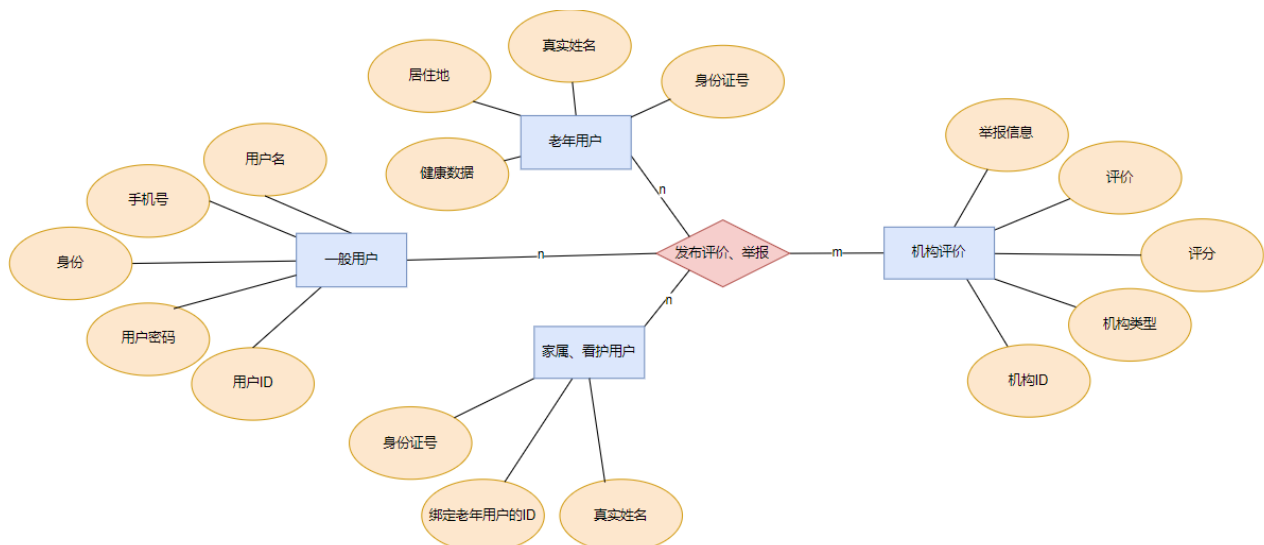 真实姓名
居住地
身份证号
老年用户
健康数据
举报信息
用户名
评价
手机号
n
身份
一般用户
n
发布评价、举报
m
机构评价
评分
n
用户密码
机构类型
家属、看护用户
用户ID
机构ID
身份证号
绑定老年用户的ID
真实姓名